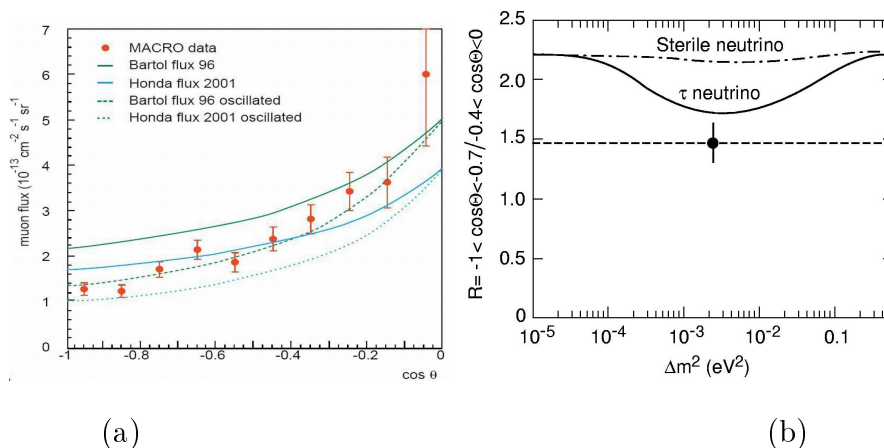 muon flux (10⁻¹³ cm⁻² s⁻¹ sr⁻¹)
7
6
5
4
3
2
1
0
MACRO data
Bartol flux 96
Honda flux 2001
Bartol flux 96 oscillated
Honda flux 2001 oscillated
-1 -0.8 -0.6 -0.4 -0.2 0
cos θ
(a)
b)
R= -1< cosΘ<-0.7/-0.4< cosΘ<0
2.5
2.0
1.5
1.0
0.5
0
Sterile neutrino
τ neutrino
10⁻⁵ 10⁻⁴ 10⁻³ 10⁻² 0.1
Δm² (eV²)
(b)